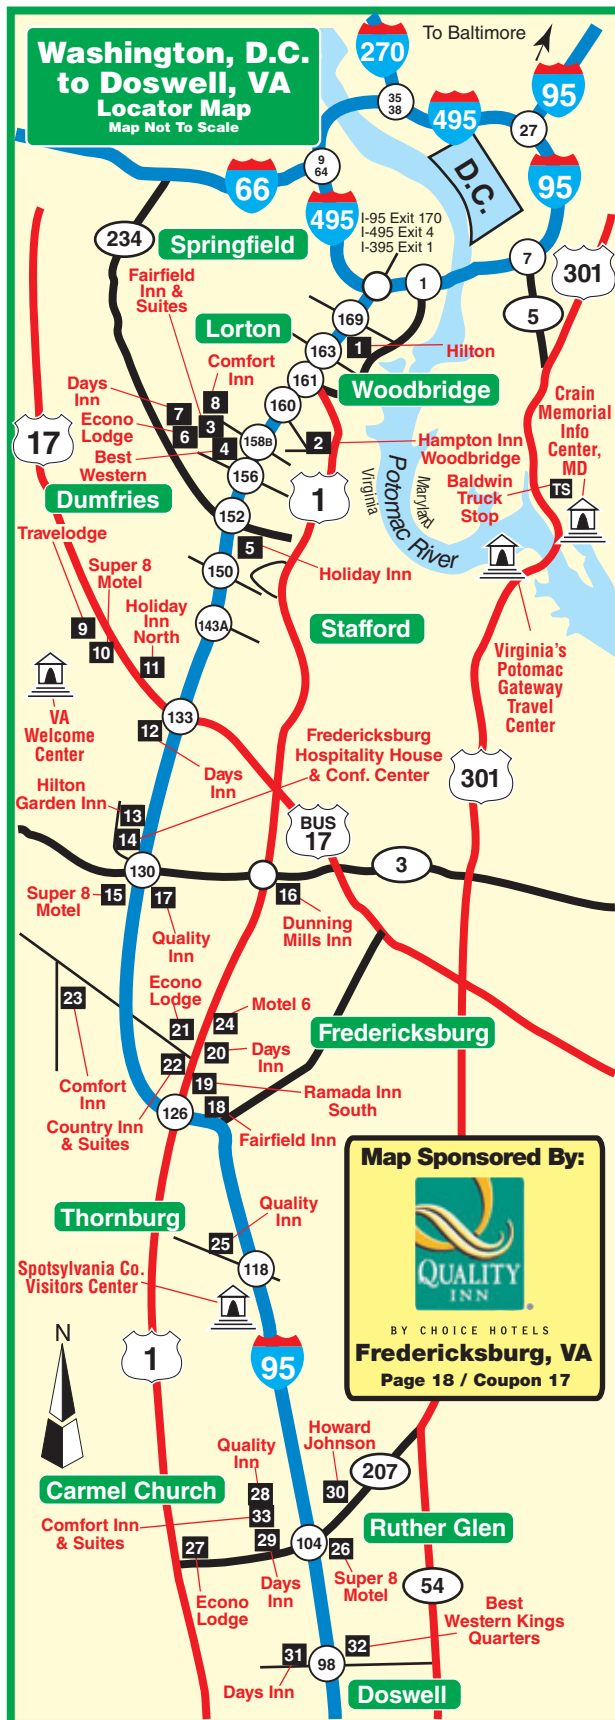 Washington, D.C.
to Doswell, VA
Locator Map
Map Not To Scale
To Baltimore
270
35
38
495
95
27
9
64
66
D.C.
95
495
I-95 Exit 170
I-495 Exit 4
I-395 Exit 1
234
Springfield
7
301
1
5
Fairfield
Inn &
Suites
169
Lorton
163
1
Hilton
Comfort
Inn
161
Woodbridge
Days
Inn
7
8
160
Crain
Memorial
Info
Center,
MD
17
Econo
Lodge
6
3
158B
2
Hampton Inn
Woodbridge
Best
Western
4
156
Baldwin
Truck
Stop
TS
Dumfries
1
Virginia
Maryland
Potomac River
152
Travelodge
5
Holiday Inn
Super 8
Motel
150
Holiday
Inn
North
143A
Stafford
9
10
11
Virginia's
Potomac
Gateway
Travel
Center
VA
Welcome
Center
133
12
Days
Inn
Fredericksburg
Hospitality House
& Conf. Center
301
Hilton
Garden Inn
13
14
BUS
17
3
130
Super 8
Motel
15
17
16
Quality
Inn
Dunning
Mills Inn
23
Econo
Lodge
21
24
Motel 6
Fredericksburg
20
Days
Inn
22
19
Comfort
Inn
Ramada Inn
South
Country Inn
& Suites
126
18
Fairfield Inn
Map Sponsored By:
QUALITY
INN
BY CHOICE HOTELS
Fredericksburg, VA
Page 18 / Coupon 17
Thornburg
Quality
Inn
25
118
Spotsylvania Co.
Visitors Center
N
1
95
Howard
Johnson
Quality
Inn
207
28
30
Carmel Church
33
Comfort Inn
& Suites
Ruther Glen
27
29
104
26
Days
Inn
Super 8
Motel
54
Econo
Lodge
Best
Western Kings
Quarters
31
98
32
Days Inn
Doswell